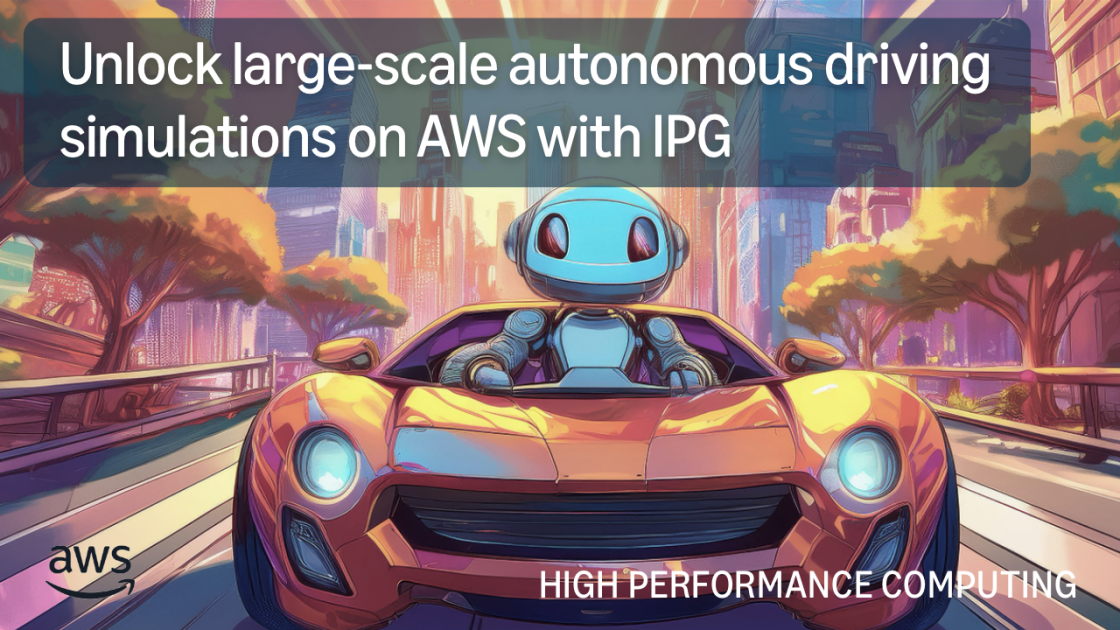 Unlock large-scale autonomous driving
simulations on AWS with IPG
aws
HIGH PERFORMANCE COMPUTING